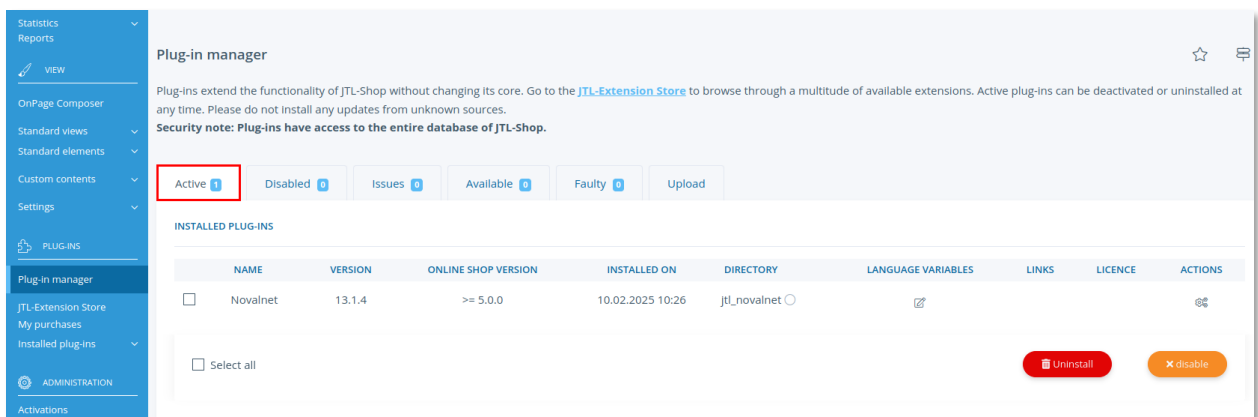 Statistics
Reports
VIEW
OnPage Composer
Standard views
Standard elements
Custom contents
Settings
PLUG-INS
Plug-in manager
JTL-Extension Store
My purchases
Installed plug-ins
ADMINISTRATION
Activations
Plug-in manager
Plug-ins extend the functionality of JTL-Shop without changing its core. Go to the JTL-Extension Store to browse through a multitude of available extensions. Active plug-ins can be deactivated or uninstalled at
any time. Please do not install any updates from unknown sources.
Security note: Plug-ins have access to the entire database of JTL-Shop.
Active 1 Disabled 0 Issues 0 Available 0 Faulty 0 Upload
INSTALLED PLUG-INS
NAME VERSION ONLINE SHOP VERSION INSTALLED ON DIRECTORY LANGUAGE VARIABLES LINKS LICENCE ACTIONS
Novalnet 13.1.4 >= 5.0.0 10.02.2025 10:26 jtl_novalnet
Select all Uninstall disable